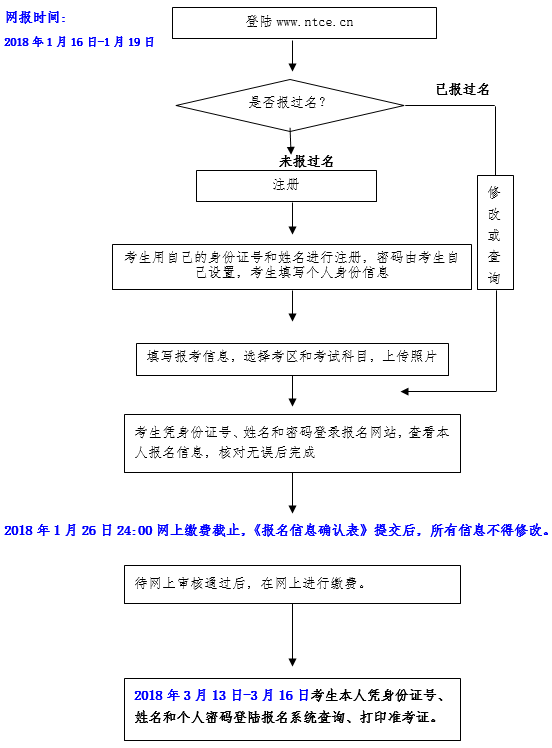 网报时间：
2018年1月16日-1月19日
登陆 www.ntce.cn
是否报过名？
已报过名
未报过名
注册
修
改
或
查
询
考生用自己的身份证号和姓名进行注册，密码由考生自
己设置，考生填写个人身份信息
填写报考信息，选择考区和考试科目，上传照片
考生凭身份证号、姓名和密码登录报名网站，查看本
人报名信息，核对无误后完成
2018年1月26日24:00网上缴费截止，《报名信息确认表》提交后，所有信息不得修改。
待网上审核通过后，在网上进行缴费。
2018年3月13日-3月16日考生本人凭身份证号、
姓名和个人密码登陆报名系统查询、打印准考证。